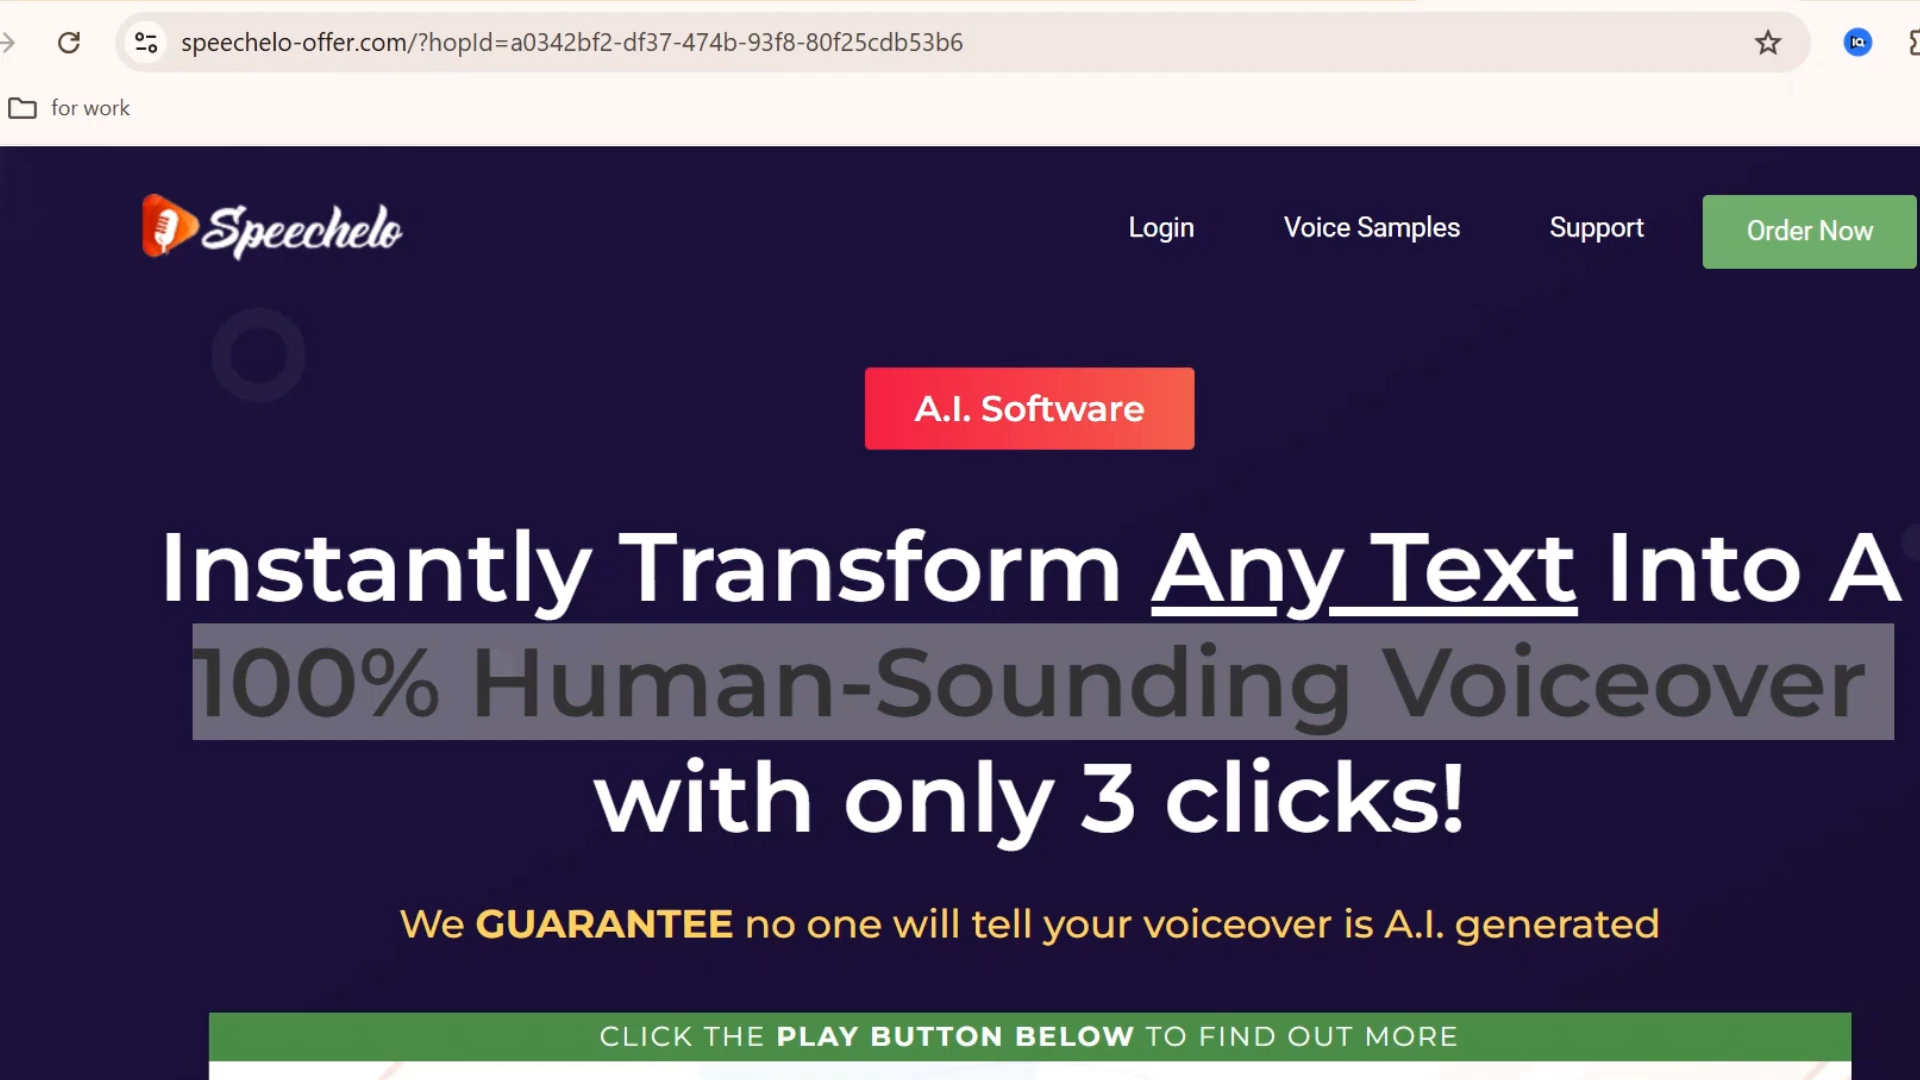 speechelo-offer.com/?hopId=a0342bf2-df37-474b-93f8-80f25cdb53b6
for work
Speechelo
Login
Voice Samples
Support
Order Now
A.I. Software
Instantly Transform Any Text Into A
100% Human-Sounding Voiceover
with only 3 clicks!
We GUARANTEE no one will tell your voiceover is A.I. generated
CLICK THE PLAY BUTTON BELOW TO FIND OUT MORE